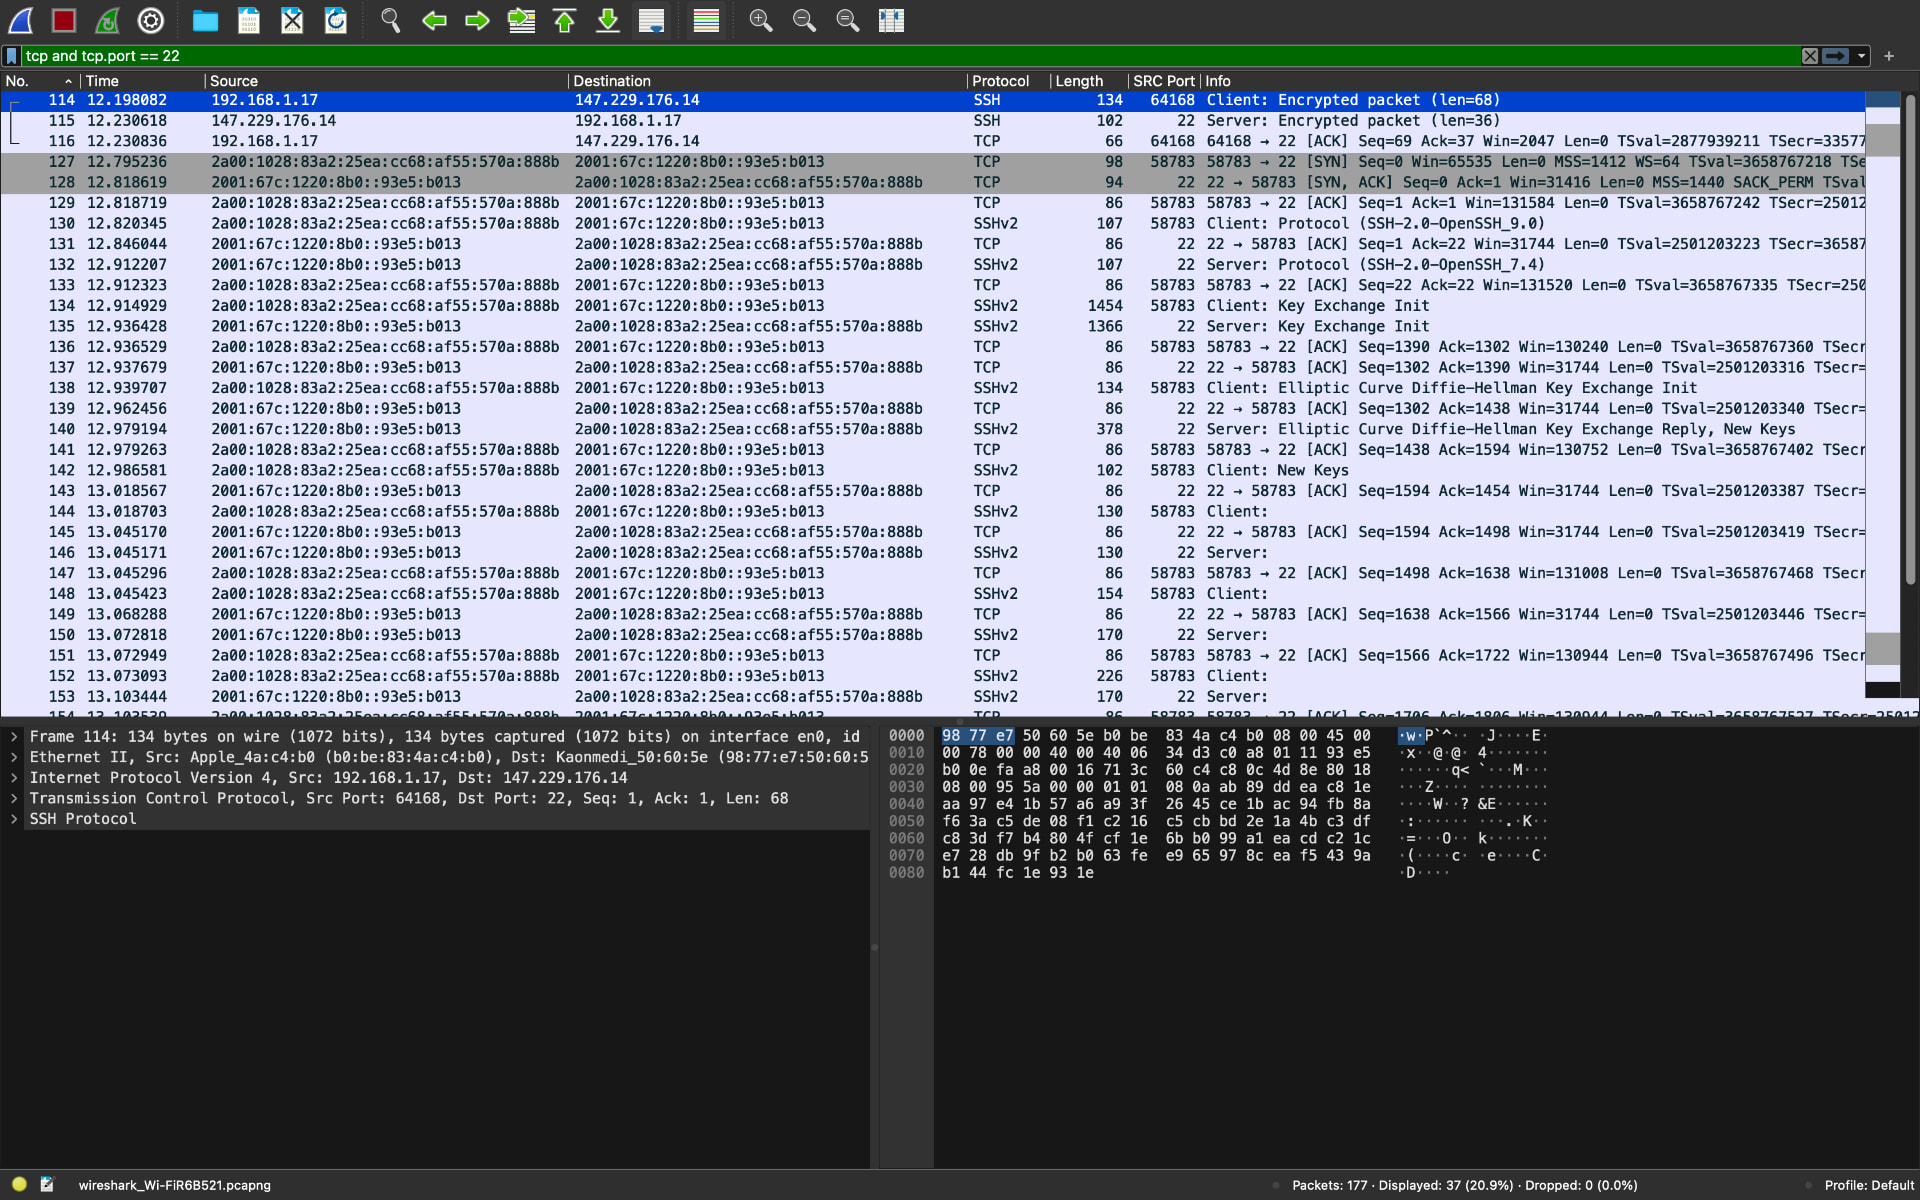 tcp and tcp.port == 22
No. Time Source Destination Protocol Length SRC Port Info
114 12.198082 192.168.1.17 147.229.176.14 SSH 134 64168 Client: Encrypted packet (len=68)
115 12.230618 147.229.176.14 192.168.1.17 SSH 102 22 Server: Encrypted packet (len=36)
116 12.230836 192.168.1.17 147.229.176.14 TCP 66 64168 64168 → 22 [ACK] Seq=69 Ack=37 Win=2047 Len=0 TSval=2877939211 TSecr=33577
127 12.795236 2a00:1028:83a2:25ea:cc68:af55:570a:888b 2001:67c:1220:8b0::93e5:b013 TCP 98 58783 58783 → 22 [SYN] Seq=0 Win=65535 Len=0 MSS=1412 WS=64 TSval=3658767218 TSe
128 12.818619 2001:67c:1220:8b0::93e5:b013 2a00:1028:83a2:25ea:cc68:af55:570a:888b TCP 94 22 22 → 58783 [SYN, ACK] Seq=0 Ack=1 Win=31416 Len=0 MSS=1440 SACK_PERM TSval
129 12.818719 2a00:1028:83a2:25ea:cc68:af55:570a:888b 2001:67c:1220:8b0::93e5:b013 TCP 86 58783 58783 → 22 [ACK] Seq=1 Ack=1 Win=131584 Len=0 TSval=3658767242 TSecr=25012
130 12.820345 2a00:1028:83a2:25ea:cc68:af55:570a:888b 2001:67c:1220:8b0::93e5:b013 SSHv2 107 58783 Client: Protocol (SSH-2.0-OpenSSH_9.0)
131 12.846044 2001:67c:1220:8b0::93e5:b013 2a00:1028:83a2:25ea:cc68:af55:570a:888b TCP 86 22 22 → 58783 [ACK] Seq=1 Ack=22 Win=31744 Len=0 TSval=2501203223 TSecr=36587
132 12.912207 2001:67c:1220:8b0::93e5:b013 2a00:1028:83a2:25ea:cc68:af55:570a:888b SSHv2 107 22 Server: Protocol (SSH-2.0-OpenSSH_7.4)
133 12.912323 2a00:1028:83a2:25ea:cc68:af55:570a:888b 2001:67c:1220:8b0::93e5:b013 TCP 86 58783 58783 → 22 [ACK] Seq=22 Ack=22 Win=131520 Len=0 TSval=3658767335 TSecr=250
134 12.914929 2a00:1028:83a2:25ea:cc68:af55:570a:888b 2001:67c:1220:8b0::93e5:b013 SSHv2 1454 58783 Client: Key Exchange Init
135 12.936428 2001:67c:1220:8b0::93e5:b013 2a00:1028:83a2:25ea:cc68:af55:570a:888b SSHv2 1366 22 Server: Key Exchange Init
136 12.936529 2a00:1028:83a2:25ea:cc68:af55:570a:888b 2001:67c:1220:8b0::93e5:b013 TCP 86 58783 58783 → 22 [ACK] Seq=1390 Ack=1302 Win=130240 Len=0 TSval=3658767360 TSecr
137 12.937679 2001:67c:1220:8b0::93e5:b013 2a00:1028:83a2:25ea:cc68:af55:570a:888b TCP 86 22 22 → 58783 [ACK] Seq=1302 Ack=1390 Win=31744 Len=0 TSval=2501203316 TSecr=
138 12.939707 2a00:1028:83a2:25ea:cc68:af55:570a:888b 2001:67c:1220:8b0::93e5:b013 SSHv2 134 58783 Client: Elliptic Curve Diffie-Hellman Key Exchange Init
139 12.962456 2001:67c:1220:8b0::93e5:b013 2a00:1028:83a2:25ea:cc68:af55:570a:888b TCP 86 22 22 → 58783 [ACK] Seq=1302 Ack=1438 Win=31744 Len=0 TSval=2501203340 TSecr=
140 12.979194 2001:67c:1220:8b0::93e5:b013 2a00:1028:83a2:25ea:cc68:af55:570a:888b SSHv2 378 22 Server: Elliptic Curve Diffie-Hellman Key Exchange Reply, New Keys
141 12.979263 2a00:1028:83a2:25ea:cc68:af55:570a:888b 2001:67c:1220:8b0::93e5:b013 TCP 86 58783 58783 → 22 [ACK] Seq=1438 Ack=1594 Win=130752 Len=0 TSval=3658767402 TSecr
142 12.986581 2a00:1028:83a2:25ea:cc68:af55:570a:888b 2001:67c:1220:8b0::93e5:b013 SSHv2 102 58783 Client: New Keys
143 13.018567 2001:67c:1220:8b0::93e5:b013 2a00:1028:83a2:25ea:cc68:af55:570a:888b TCP 86 22 22 → 58783 [ACK] Seq=1594 Ack=1454 Win=31744 Len=0 TSval=2501203387 TSecr=
144 13.018703 2a00:1028:83a2:25ea:cc68:af55:570a:888b 2001:67c:1220:8b0::93e5:b013 SSHv2 130 58783 Client:
145 13.045170 2001:67c:1220:8b0::93e5:b013 2a00:1028:83a2:25ea:cc68:af55:570a:888b TCP 86 22 22 → 58783 [ACK] Seq=1594 Ack=1498 Win=31744 Len=0 TSval=2501203419 TSecr=
146 13.045171 2001:67c:1220:8b0::93e5:b013 2a00:1028:83a2:25ea:cc68:af55:570a:888b SSHv2 130 22 Server:
147 13.045296 2a00:1028:83a2:25ea:cc68:af55:570a:888b 2001:67c:1220:8b0::93e5:b013 TCP 86 58783 58783 → 22 [ACK] Seq=1498 Ack=1638 Win=131008 Len=0 TSval=3658767468 TSecr
148 13.045423 2a00:1028:83a2:25ea:cc68:af55:570a:888b 2001:67c:1220:8b0::93e5:b013 SSHv2 154 58783 Client:
149 13.068288 2001:67c:1220:8b0::93e5:b013 2a00:1028:83a2:25ea:cc68:af55:570a:888b TCP 86 22 22 → 58783 [ACK] Seq=1638 Ack=1566 Win=31744 Len=0 TSval=2501203446 TSecr=
150 13.072818 2001:67c:1220:8b0::93e5:b013 2a00:1028:83a2:25ea:cc68:af55:570a:888b SSHv2 170 22 Server:
151 13.072949 2a00:1028:83a2:25ea:cc68:af55:570a:888b 2001:67c:1220:8b0::93e5:b013 TCP 86 58783 58783 → 22 [ACK] Seq=1566 Ack=1722 Win=130944 Len=0 TSval=3658767496 TSecr
152 13.073093 2a00:1028:83a2:25ea:cc68:af55:570a:888b 2001:67c:1220:8b0::93e5:b013 SSHv2 226 58783 Client:
153 13.103444 2001:67c:1220:8b0::93e5:b013 2a00:1028:83a2:25ea:cc68:af55:570a:888b SSHv2 170 22 Server:
154 13.103539 2a00:1028:83a2:25ea:cc68:af55:570a:888b 2001:67c:1220:8b0::93e5:b013 TCP 86 58783 58783 → 22 [ACK] Seq=1706 Ack=1806 Win=130944 Len=0 TSval=3658767527 TSecr=25012
Frame 114: 134 bytes on wire (1072 bits), 134 bytes captured (1072 bits) on interface en0, id
Ethernet II, Src: Apple_4a:c4:b0 (b0:be:83:4a:c4:b0), Dst: Kaonmedi_50:60:5e (98:77:e7:50:60:5
Internet Protocol Version 4, Src: 192.168.1.17, Dst: 147.229.176.14
Transmission Control Protocol, Src Port: 64168, Dst Port: 22, Seq: 1, Ack: 1, Len: 68
SSH Protocol
0000 98 77 e7 50 60 5e b0 be 83 4a c4 b0 08 00 45 00 ·w·P`^·· ·J····E·
0010 00 78 00 00 40 00 40 06 34 d3 c0 a8 01 11 93 e5 ·x··@·@· 4·······
0020 b0 0e fa a8 00 16 71 3c 60 c4 c8 0c 4d 8e 80 18 ······q< `···M···
0030 08 00 95 5a 00 00 01 01 08 0a ab 89 dd ea c8 1e ···Z···· ········
0040 aa 97 e4 1b 57 a6 a9 3f 26 45 ce 1b ac 94 fb 8a ····W··? &E······
0050 f6 3a c5 de 08 f1 c2 16 c5 cb bd 2e 1a 4b c3 df ·:······ ···.·K··
0060 c8 3d f7 b4 80 4f cf 1e 6b b0 99 a1 ea cd c2 1c ·=···O·· k·······
0070 e7 28 db 9f b2 b0 63 fe e9 65 97 8c ea f5 43 9a ·(····c· ·e····C·
0080 b1 44 fc 1e 93 1e ·D····
wireshark_Wi-FiR6B521.pcapng
Packets: 177 · Displayed: 37 (20.9%) · Dropped: 0 (0.0%)
Profile: Default